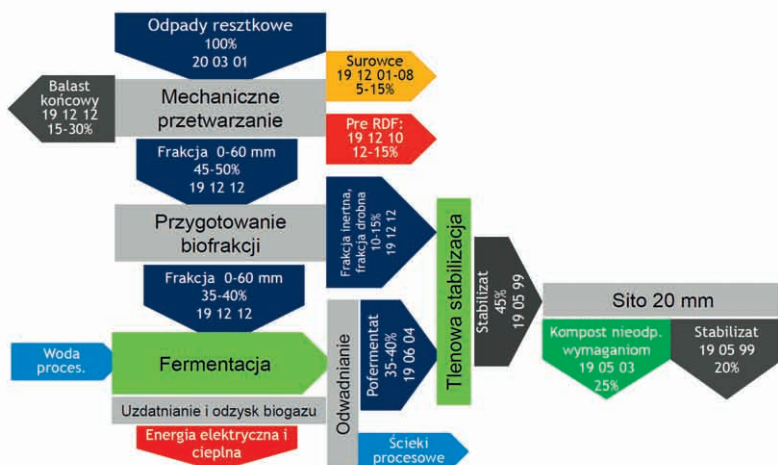 Odpady resztkowe
100%
20 03 01
Balast
końcowy
19 12 12
15-30%
Mechaniczne
przetwarzanie
Surowce
19 12 01-08
5-15%
Pre RDF:
19 12 10
12-15%
Frakcja 0-60 mm
45-50%
19 12 12
Przygotowanie
biofrakcji
Frakcja inertna,
frakcja drobna
10-15%
19 12 12
Frakcja 0-60 mm
35-40%
19 12 12
Woda
proces.
Fermentacja
Uzdatnianie i odzysk biogazu
Energia elektryczna i
cieplna
Odwadnianie
Pofermentat
35-40%
19 06 04
Ścieki
procesowe
Tlenowa stabilizacja
Stabilizat
45%
19 05 99
Sito 20 mm
Kompost nieodp.
wymaganiom
19 05 03
25%
Stabilizat
19 05 99
20%